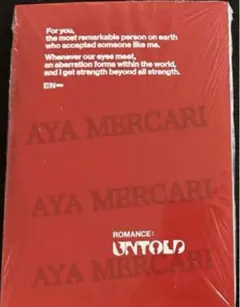 For you,
the most remarkable person on earth
who accepted someone like me.
Whenever our eyes meet,
an aberration forms within the world,
and I get strength beyond all strength.
EN-
AYA MERCARI
AYA MERCARI
ROMANCE:
UNTOLD
AYA MERCARI